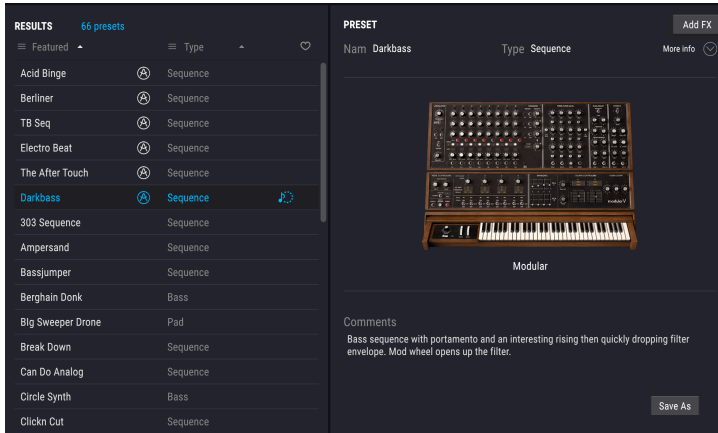 RESULTS 66 presets
Featured Type
Acid Binge Sequence
Berliner Sequence
TB Seq Sequence
Electro Beat Sequence
The After Touch Sequence
Darkbass Sequence
303 Sequence Sequence
Ampersand Sequence
Bassjumper Sequence
Berghain Donk Bass
BIg Sweeper Drone Pad
Break Down Sequence
Can Do Analog Sequence
Circle Synth Bass
Clickn Cut Sequence
PRESET Add FX
Nam Darkbass Type Sequence More info
modular V
Modular
Comments
Bass sequence with portamento and an interesting rising then quickly dropping filter
envelope. Mod wheel opens up the filter.
Save As